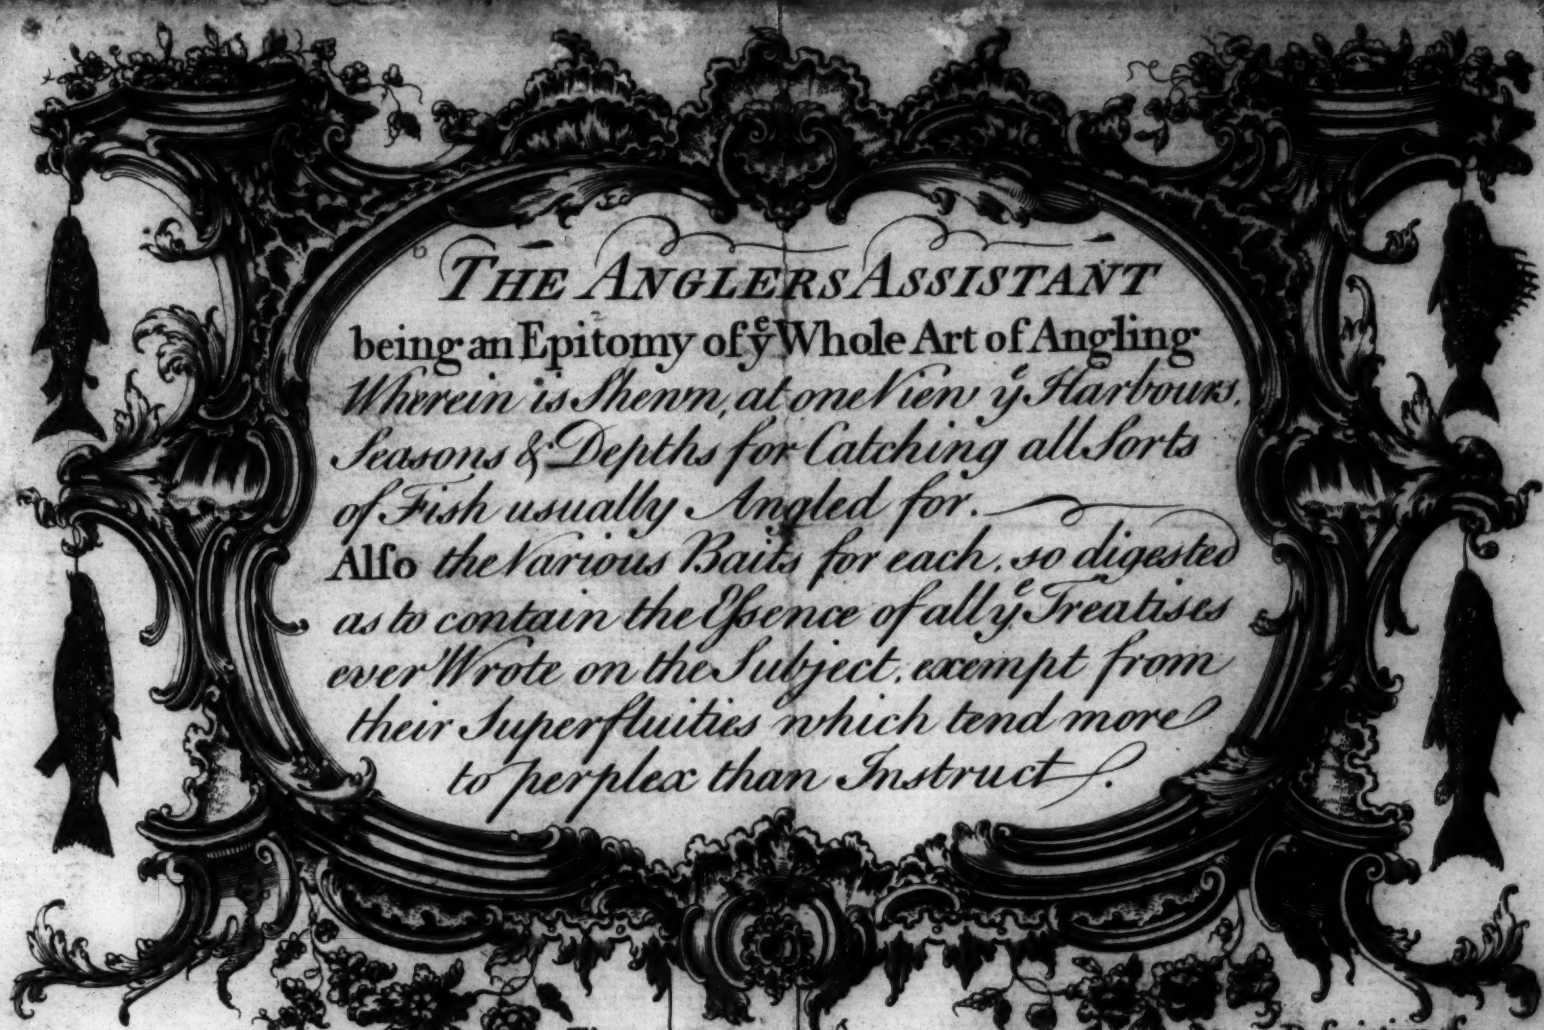 THE ANGLERS ASSISTANT
being an Epitomy of yͤ Whole Art of Angling
Wherein is Shewn, at one View yͤ Harbours,
Seasons & Depths for Catching all Sorts
of Fish usually Angled for.
Alſo the Various Baits for each, so digested
as to contain the Eſsence of all yͤ Treatises
ever Wrote on the Subject, exempt from
their Superfluities which tend more
to perplex than Instruct.